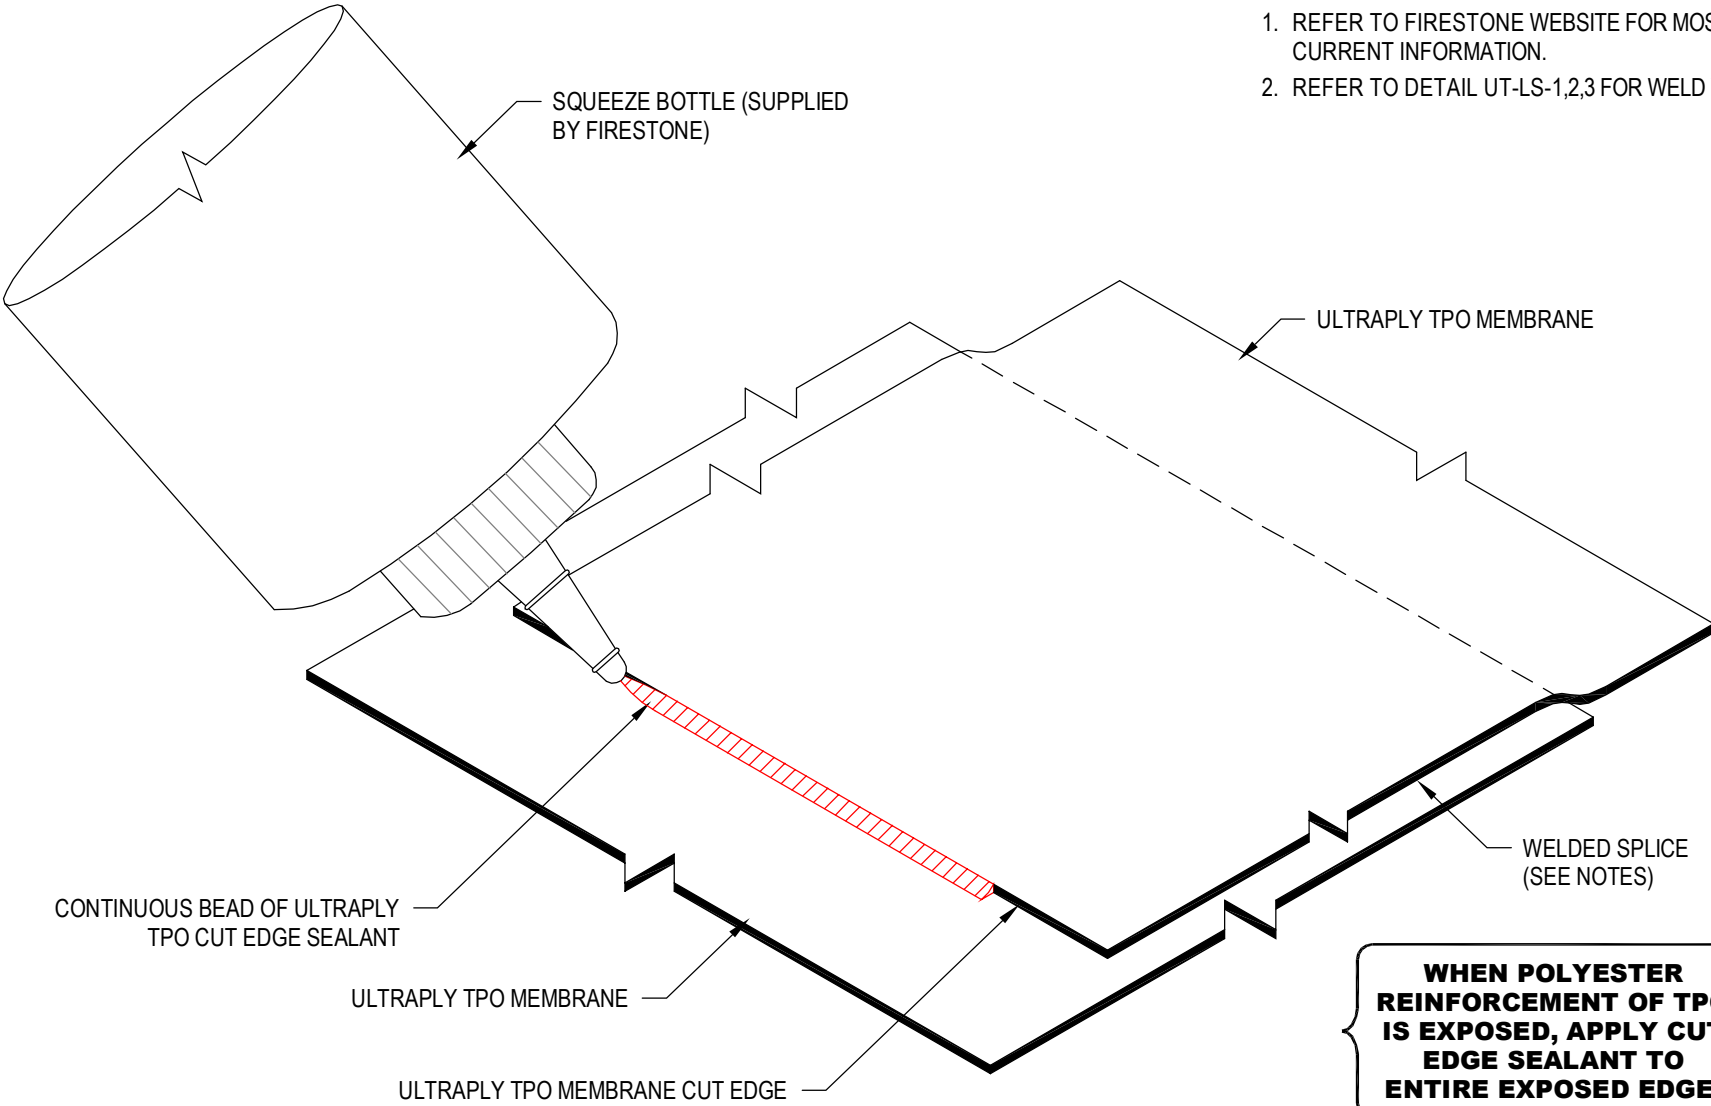 1. REFER TO FIRESTONE WEBSITE FOR MOS
CURRENT INFORMATION.
2. REFER TO DETAIL UT-LS-1,2,3 FOR WELD
SQUEEZE BOTTLE (SUPPLIED
BY FIRESTONE)
ULTRAPLY TPO MEMBRANE
WELDED SPLICE
(SEE NOTES)
CONTINUOUS BEAD OF ULTRAPLY
TPO CUT EDGE SEALANT
ULTRAPLY TPO MEMBRANE
ULTRAPLY TPO MEMBRANE CUT EDGE
WHEN POLYESTER
REINFORCEMENT OF TPO
IS EXPOSED, APPLY CUT
EDGE SEALANT TO
ENTIRE EXPOSED EDGE